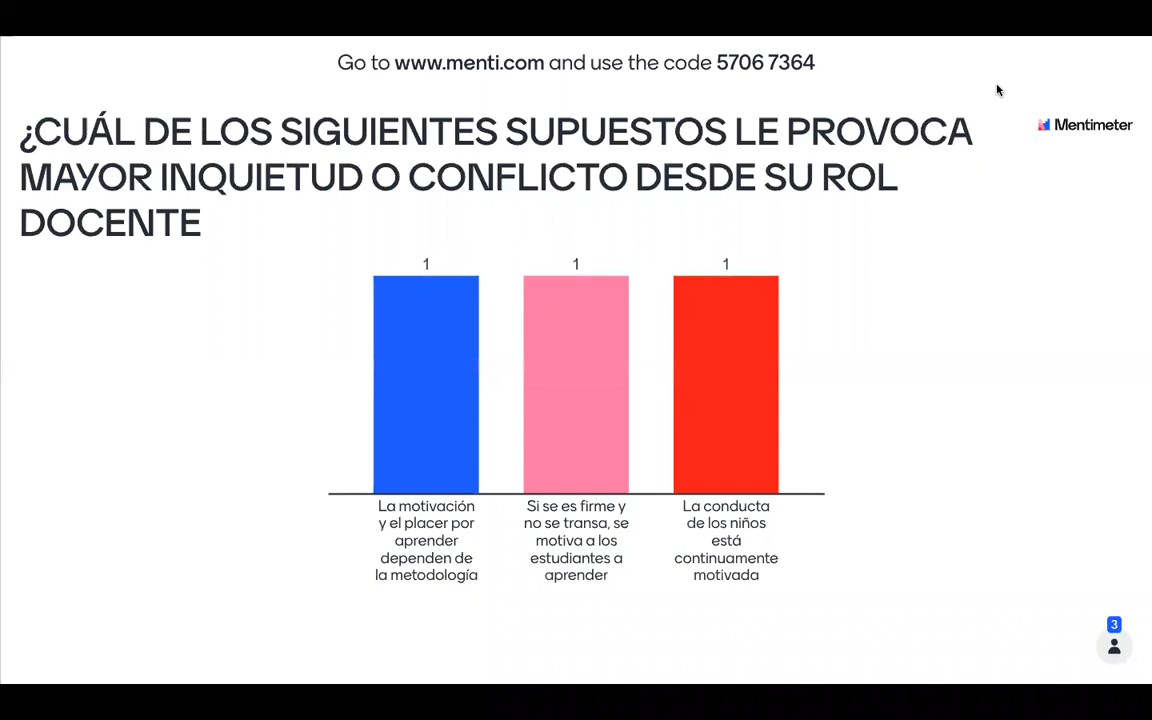 Go to www.menti.com and use the code 5706 7364
¿CUÁL DE LOS SIGUIENTES SUPUESTOS LE PROVOCA
MAYOR INQUIETUD O CONFLICTO DESDE SU ROL
DOCENTE
Mentimeter
1
1
1
La motivación
y el placer por
aprender
dependen de
la metodología
Si se es firme y
no se transa, se
motiva a los
estudiantes a
aprender
La conducta
de los niños
está
continuamente
motivada
3